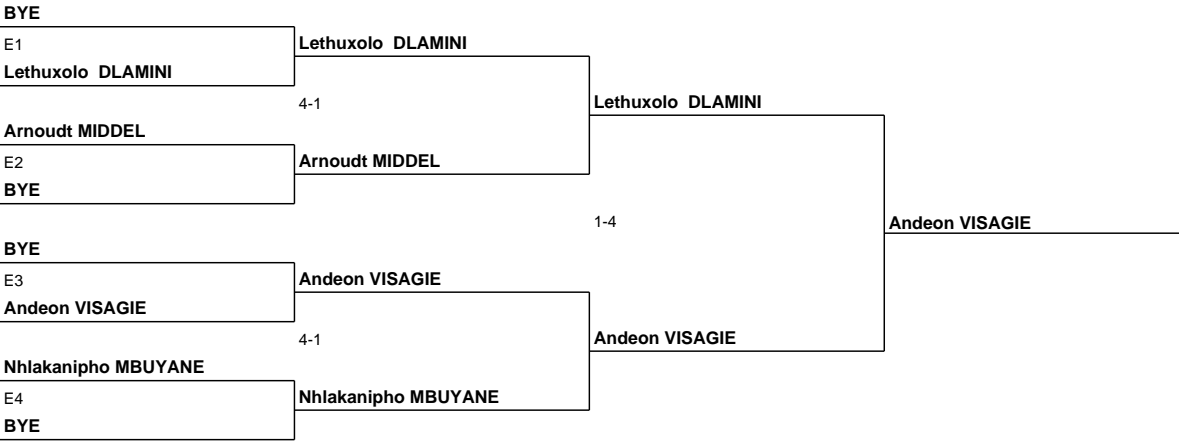 BYE
E1
Lethuxolo DLAMINI
Lethuxolo DLAMINI
4-1
Lethuxolo DLAMINI
Arnoudt MIDDEL
E2
Arnoudt MIDDEL
BYE
1-4
Andeon VISAGIE
BYE
E3
Andeon VISAGIE
Andeon VISAGIE
4-1
Andeon VISAGIE
Nhlakanipho MBUYANE
E4
Nhlakanipho MBUYANE
BYE